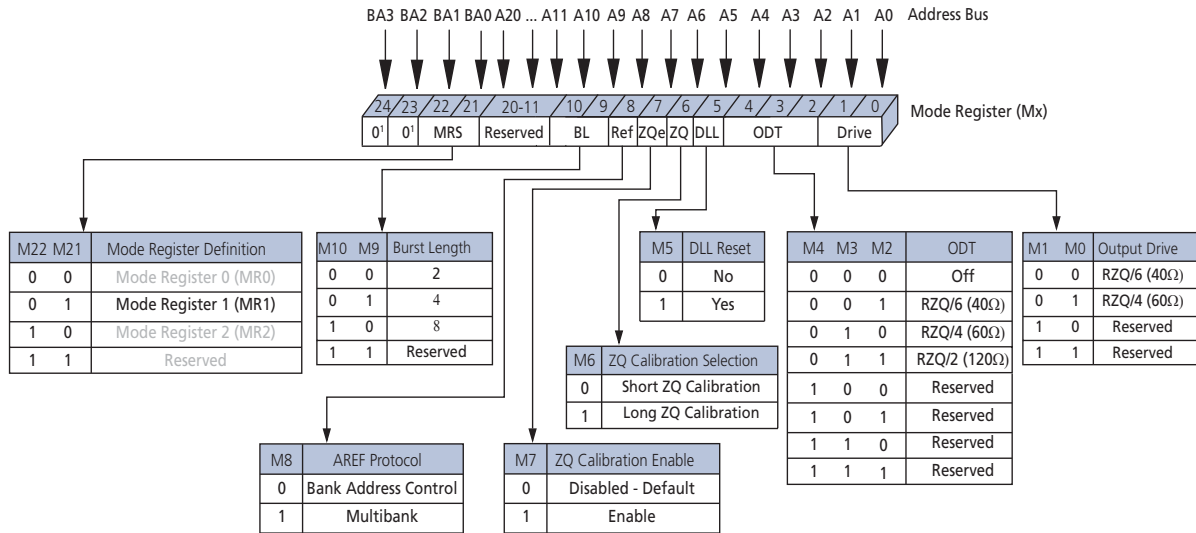 BA3 BA2 BA1 BA0 A20 ... A11 A10 A9 A8 A7 A6 A5 A4 A3 A2 A1 A0 Address Bus
24 23 22 21 20-11 10 9 8 7 6 5 4 3 2 1 0 Mode Register (Mx)
0¹ 0¹ MRS Reserved BL Ref ZQe ZQ DLL ODT Drive
M22 M21 Mode Register Definition
0 0 Mode Register 0 (MR0)
0 1 Mode Register 1 (MR1)
1 0 Mode Register 2 (MR2)
1 1 Reserved
M10 M9 Burst Length
0 0 2
0 1 4
1 0 8
1 1 Reserved
M5 DLL Reset
0 No
1 Yes
M4 M3 M2 ODT
0 0 0 Off
0 0 1 RZQ/6 (40Ω)
0 1 0 RZQ/4 (60Ω)
0 1 1 RZQ/2 (120Ω)
1 0 0 Reserved
1 0 1 Reserved
1 1 0 Reserved
1 1 1 Reserved
M1 M0 Output Drive
0 0 RZQ/6 (40Ω)
0 1 RZQ/4 (60Ω)
1 0 Reserved
1 1 Reserved
M6 ZQ Calibration Selection
0 Short ZQ Calibration
1 Long ZQ Calibration
M8 AREF Protocol
0 Bank Address Control
1 Multibank
M7 ZQ Calibration Enable
0 Disabled - Default
1 Enable